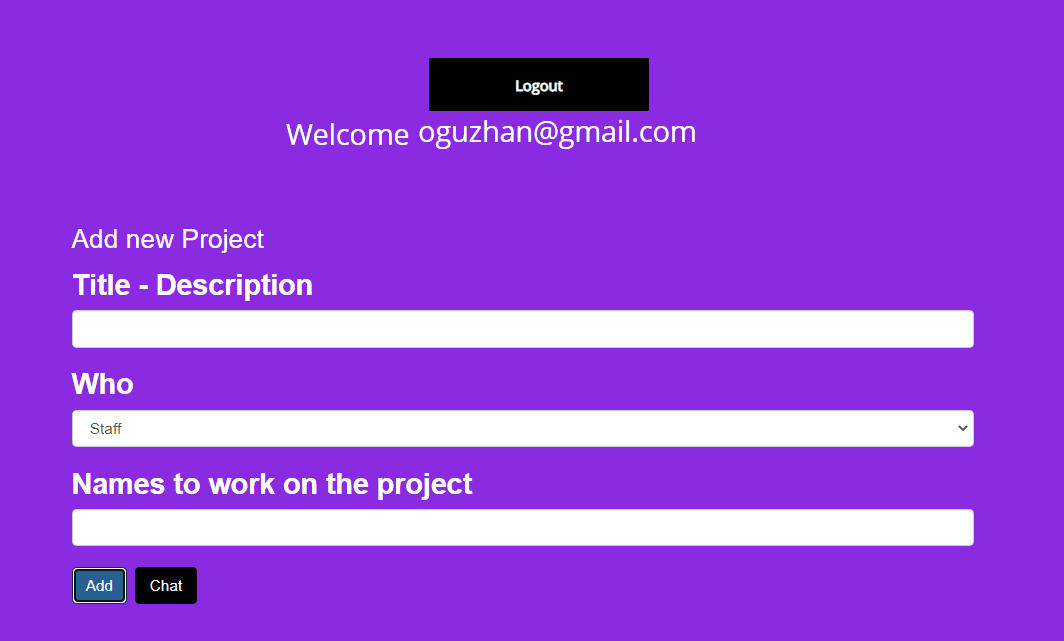 Logout
Welcome oguzhan@gmail.com
Add new Project
Title - Description
Who
Staff
Names to work on the project
Add Chat